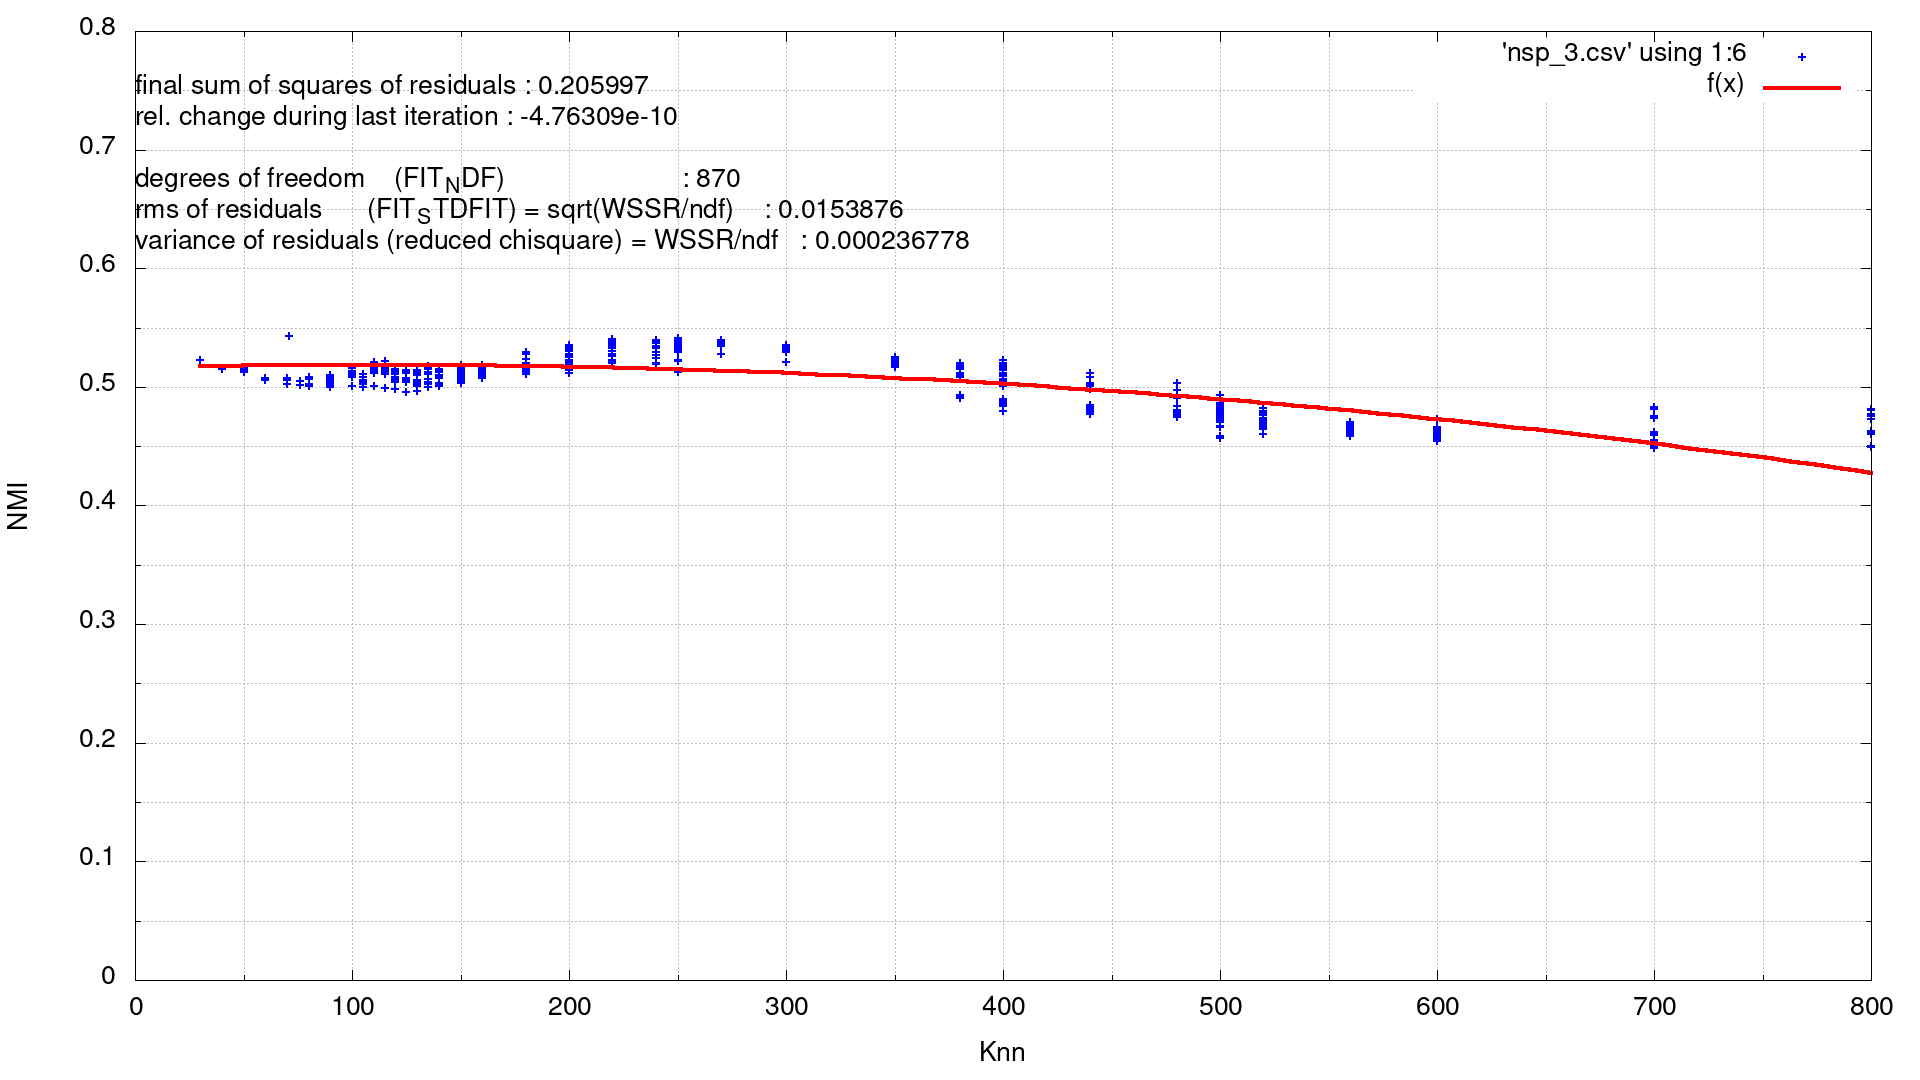 0.8
'nsp_3.csv' using 1:6
f(x)
final sum of squares of residuals : 0.205997
rel. change during last iteration : -4.76309e-10
0.7
degrees of freedom (FIT_NDF) : 870
rms of residuals (FIT_STDFIT) = sqrt(WSSR/ndf) : 0.0153876
variance of residuals (reduced chisquare) = WSSR/ndf : 0.000236778
0.6
0.5
0.4
NMI
0.3
0.2
0.1
0
0 100 200 300 400 500 600 700 800
Knn